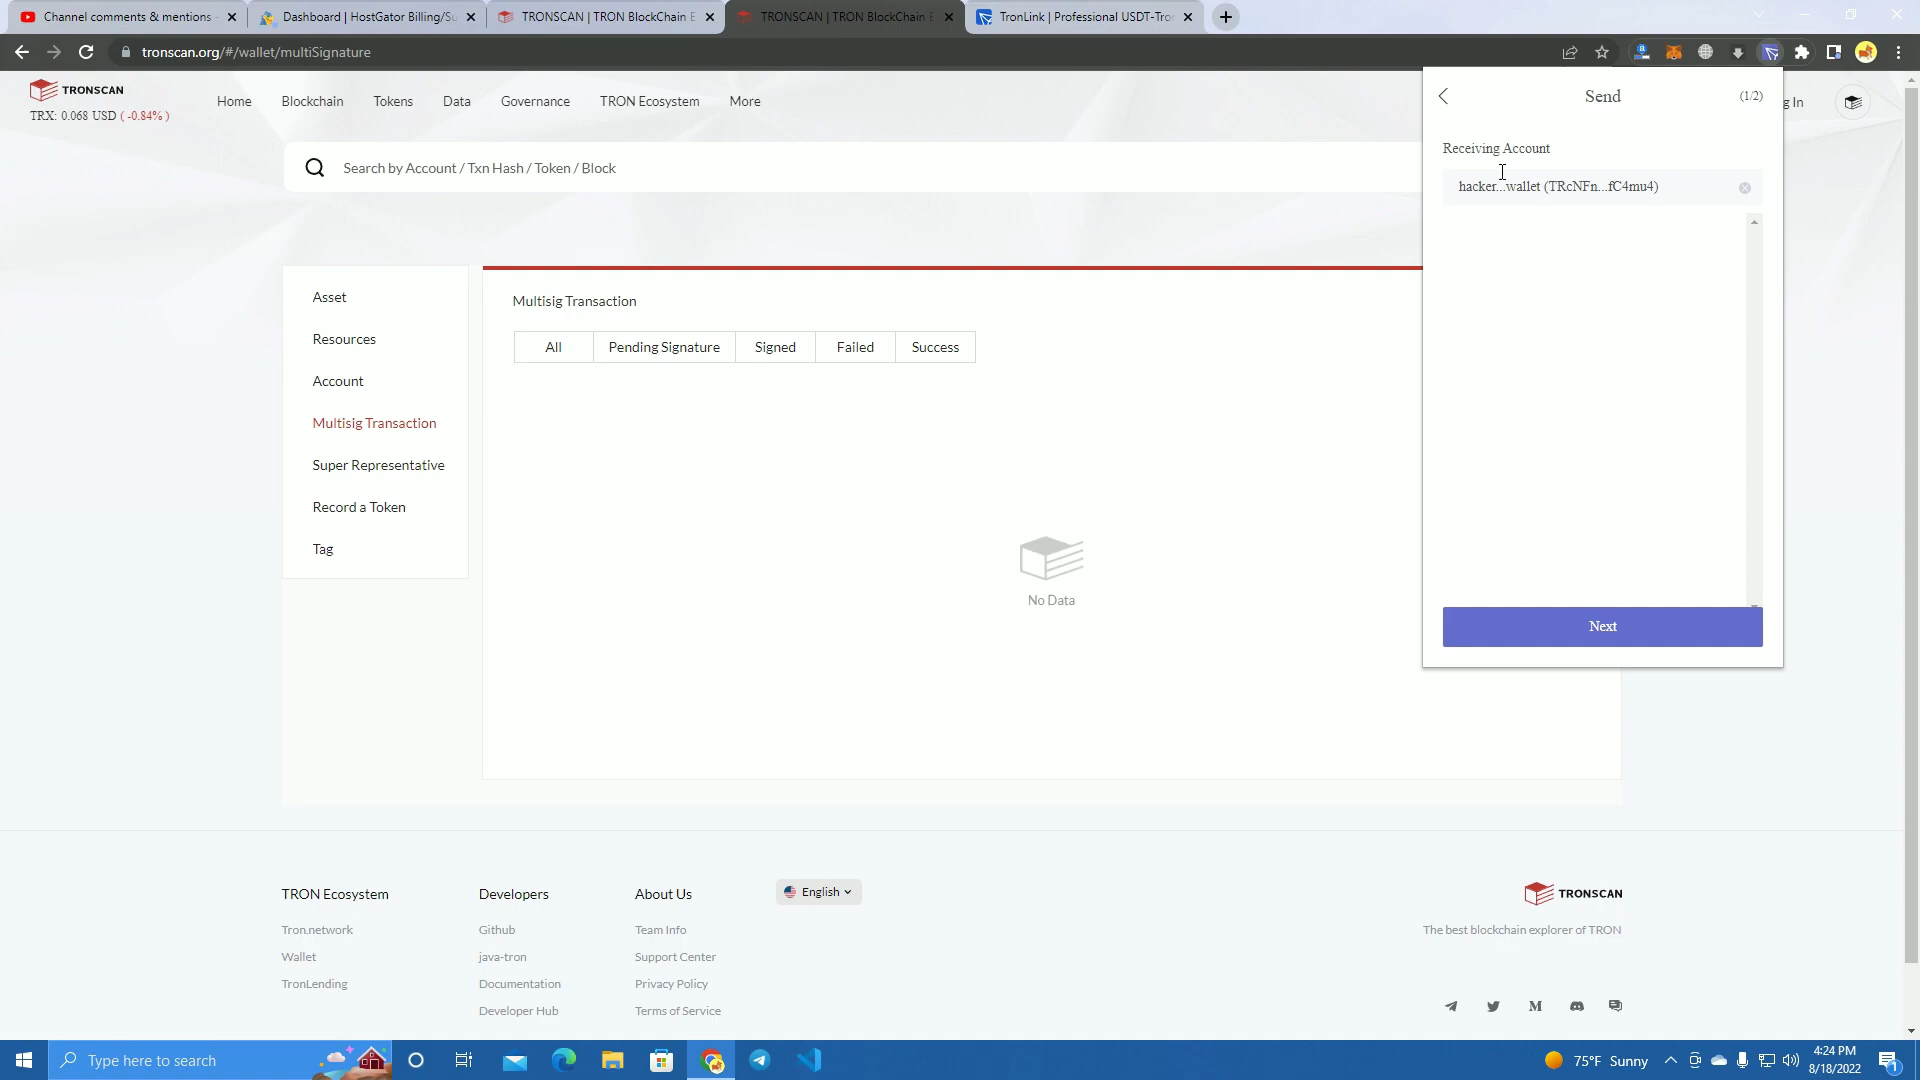 Channel comments & mentions
Dashboard | HostGator Billing/Su
TRONSCAN | TRON BlockChain E
TRONSCAN | TRON BlockChain E
TronLink | Professional USDT-Tro
tronscan.org/#/wallet/multiSignature
TRONSCAN
TRX: 0.068 USD ( -0.84% )
Home
Blockchain
Tokens
Data
Governance
TRON Ecosystem
More
g In
Search by Account / Txn Hash / Token / Block
Send
(1/2)
Receiving Account
hacker...wallet (TRcNFn...fC4mu4)
Next
Asset
Resources
Account
Multisig Transaction
Super Representative
Record a Token
Tag
Multisig Transaction
All
Pending Signature
Signed
Failed
Success
No Data
TRON Ecosystem
Tron.network
Wallet
TronLending
Developers
Github
java-tron
Documentation
Developer Hub
About Us
Team Info
Support Center
Privacy Policy
Terms of Service
English
TRONSCAN
The best blockchain explorer of TRON
Type here to search
75°F Sunny
4:24 PM
8/18/2022
1